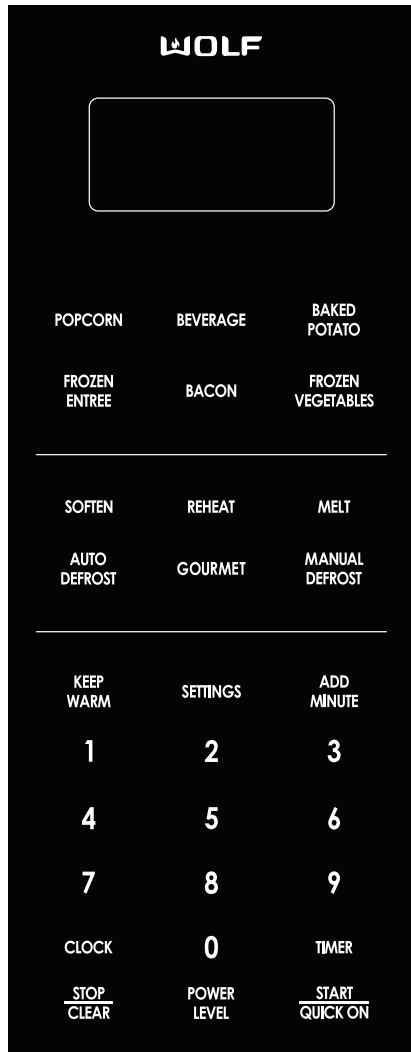 WOLF
POPCORN BEVERAGE BAKED POTATO
FROZEN ENTREE BACON FROZEN VEGETABLES
SOFTEN REHEAT MELT
AUTO DEFROST GOURMET MANUAL DEFROST
KEEP WARM SETTINGS ADD MINUTE
1 2 3
4 5 6
7 8 9
CLOCK 0 TIMER
STOP CLEAR POWER LEVEL START QUICK ON